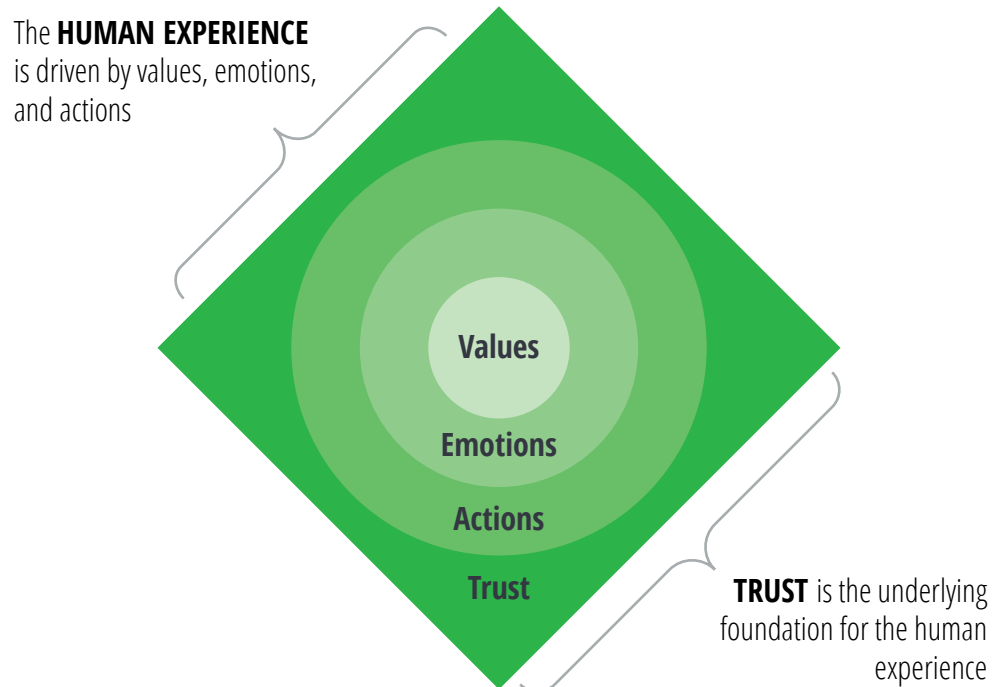 The HUMAN EXPERIENCE
is driven by values, emotions,
and actions
Values
Emotions
Actions
Trust
TRUST is the underlying
foundation for the human
experience